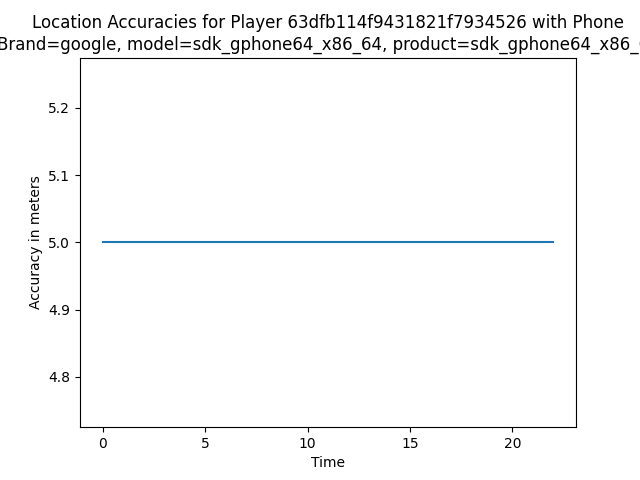 Location Accuracies for Player 63dfb114f9431821f7934526 with Phone
Brand=google, model=sdk_gphone64_x86_64, product=sdk_gphone64_x86_6
5.2
5.1
5.0
4.9
4.8
Accuracy in meters
0 5 10 15 20
Time